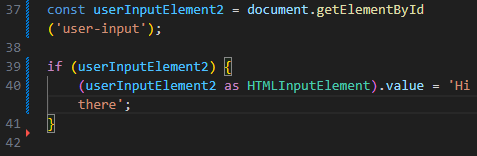 37 const userInputElement2 = document.getElementById
('user-input');
38
39 if (userInputElement2) {
40 (userInputElement2 as HTMLInputElement).value = 'Hi
there';
41 }
42